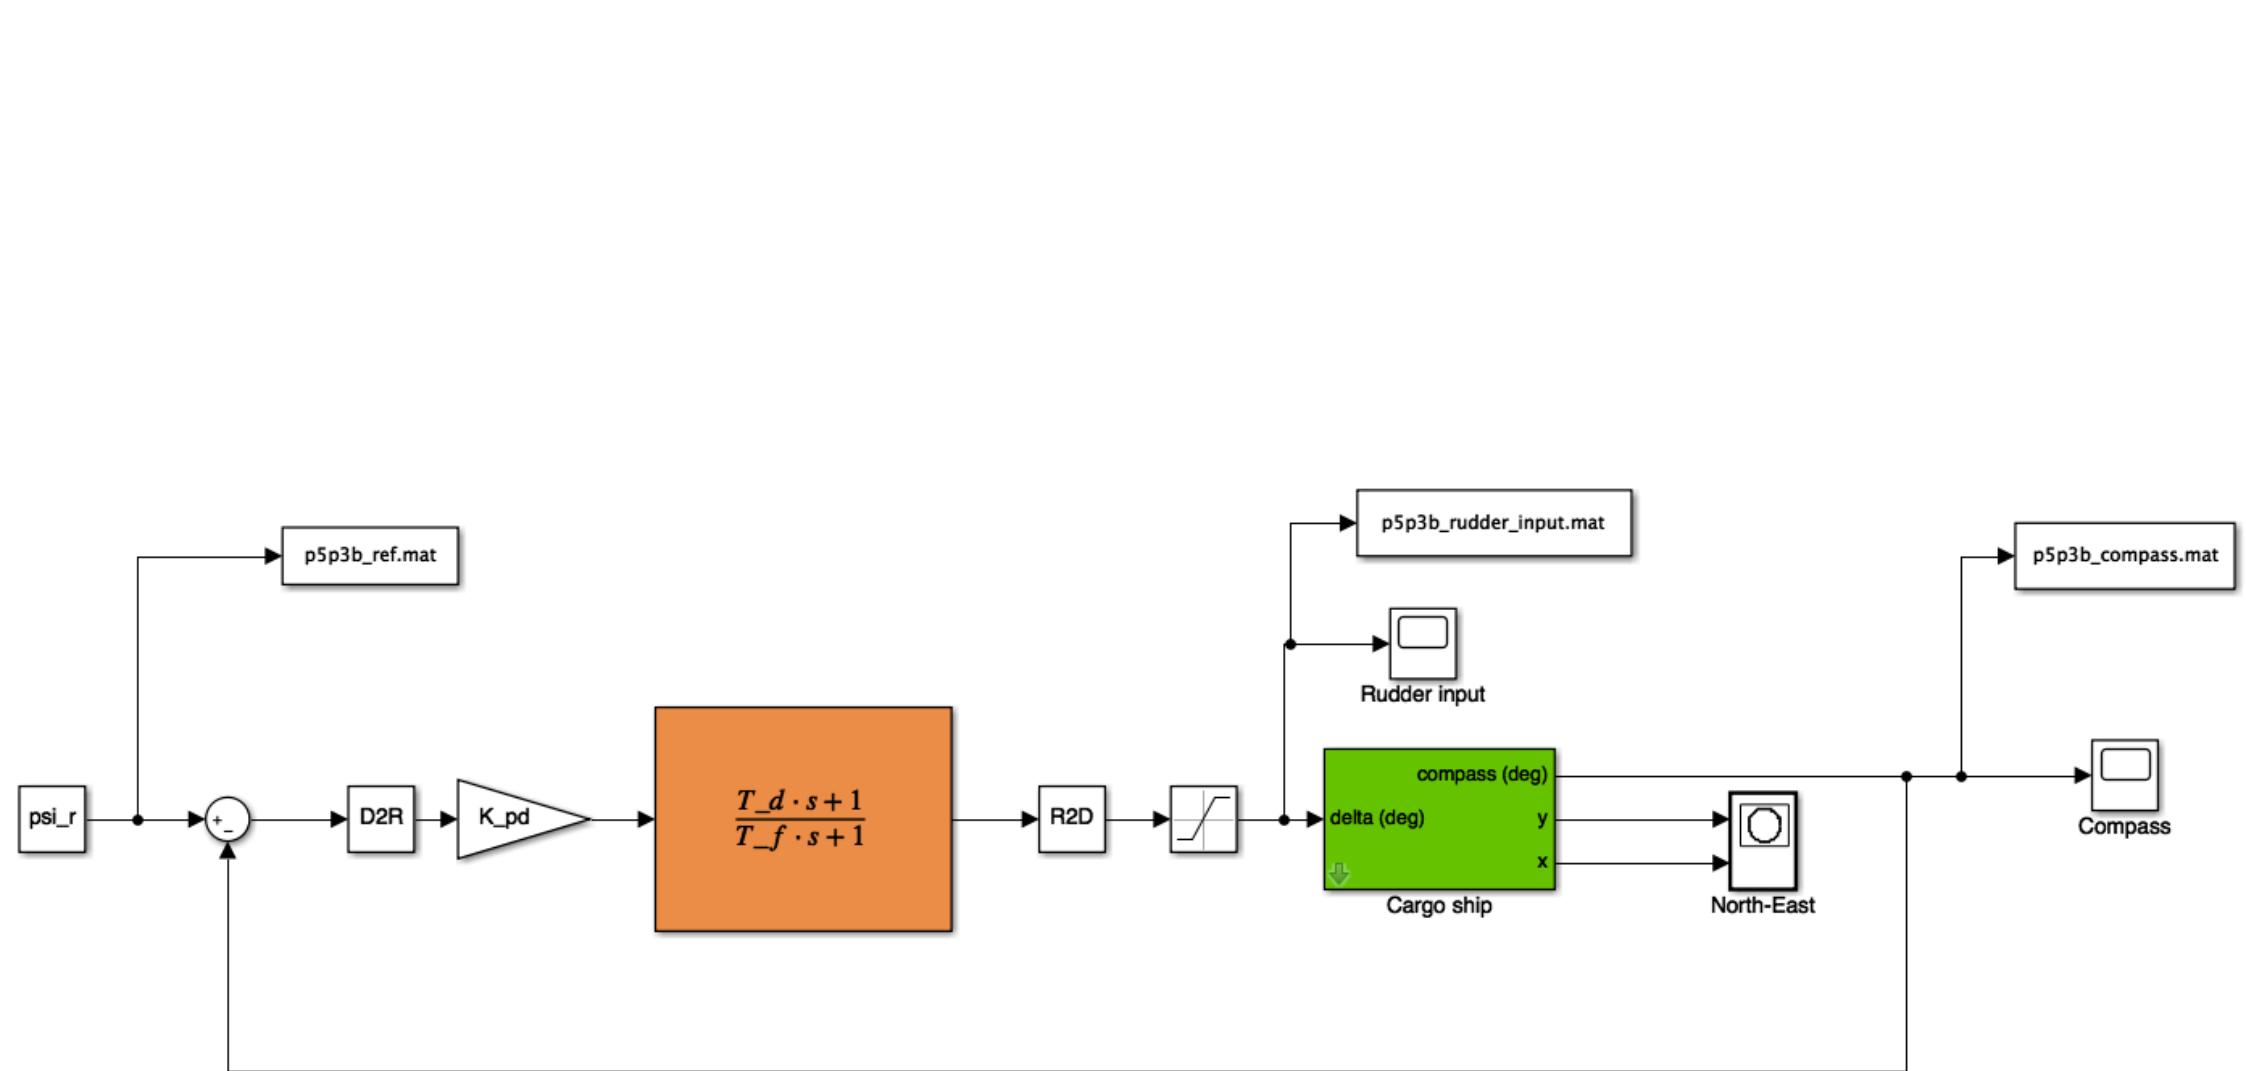 p5p3b_rudder_input.mat
p5p3b_ref.mat
p5p3b_compass.mat
Rudder input
psi_r
+
_
D2R
K_pd
T_d · s + 1
T_f · s + 1
R2D
delta (deg)
compass (deg)
y
x
Cargo ship
North-East
Compass